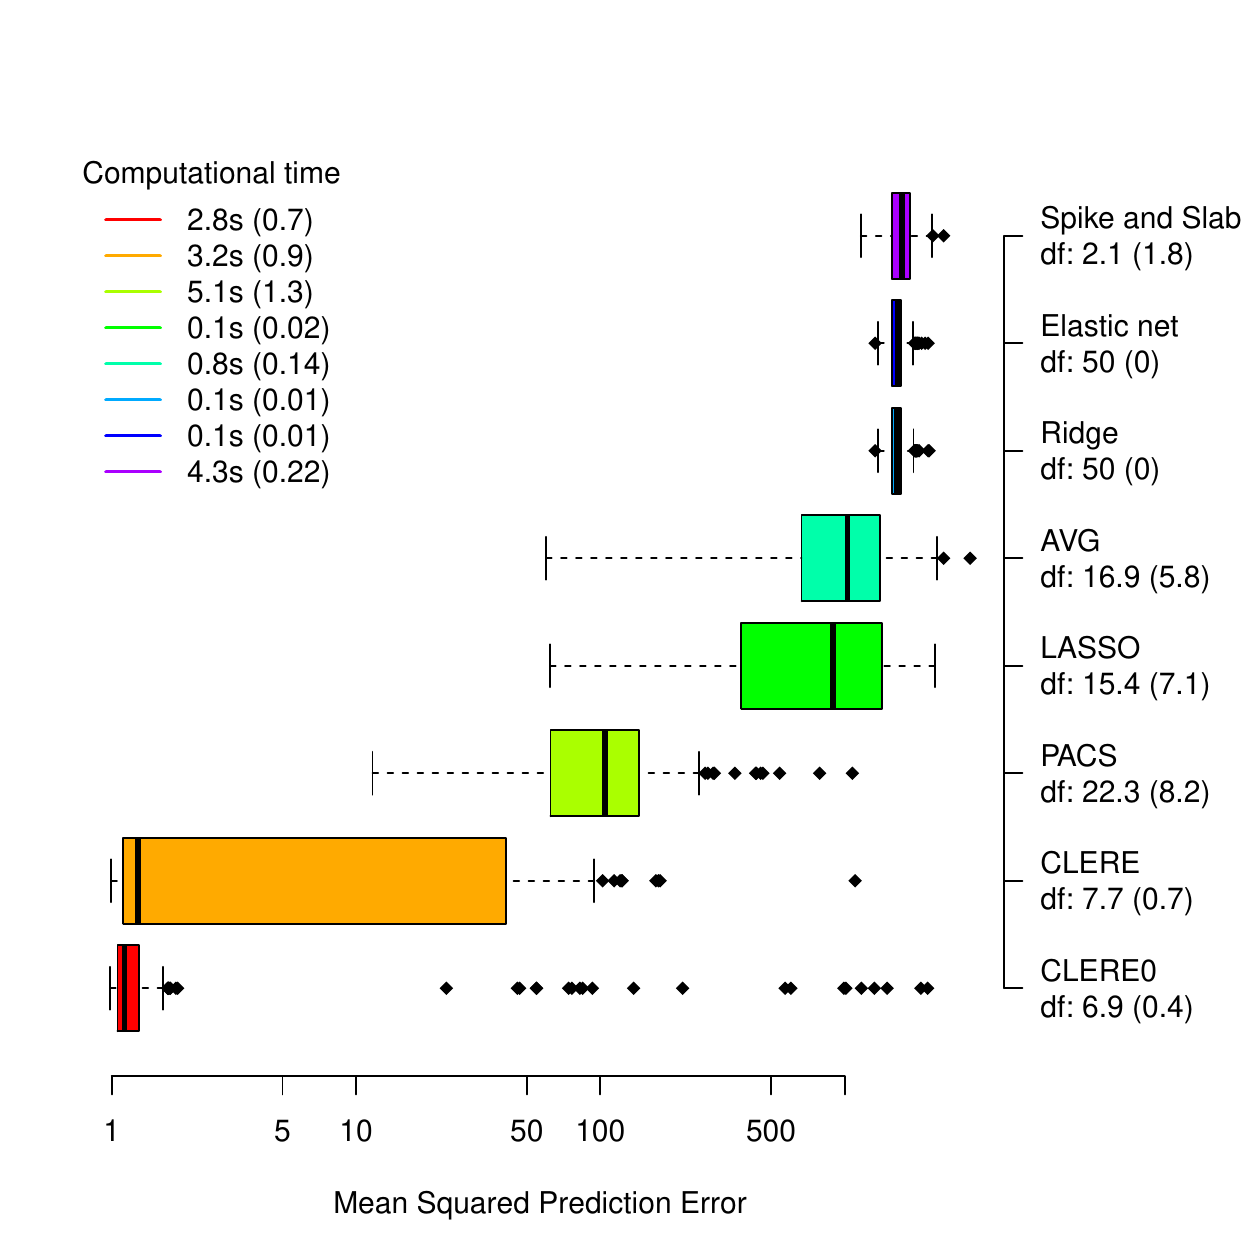 Computational time
2.8s (0.7)
3.2s (0.9)
5.1s (1.3)
0.1s (0.02)
0.8s (0.14)
0.1s (0.01)
0.1s (0.01)
4.3s (0.22)
Spike and Slab
df: 2.1 (1.8)
Elastic net
df: 50 (0)
Ridge
df: 50 (0)
AVG
df: 16.9 (5.8)
LASSO
df: 15.4 (7.1)
PACS
df: 22.3 (8.2)
CLERE
df: 7.7 (0.7)
CLERE0
df: 6.9 (0.4)
1 5 10 50 100 500
Mean Squared Prediction Error